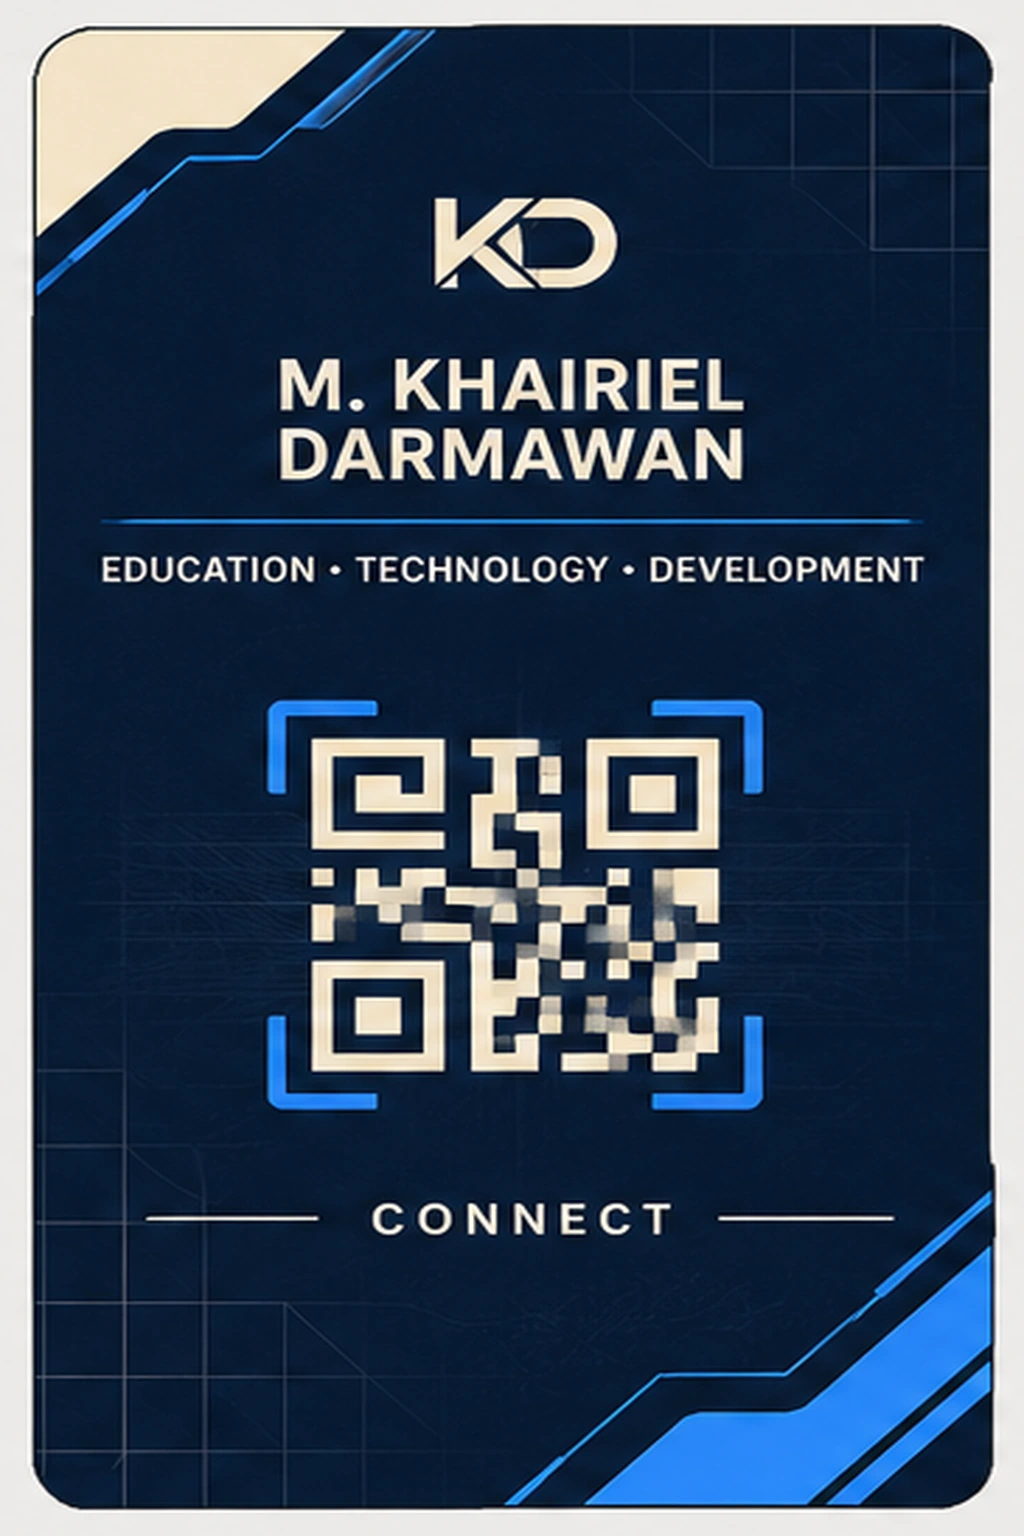 KD
M. KHAIRIEL
DARMAWAN
EDUCATION • TECHNOLOGY • DEVELOPMENT
CONNECT